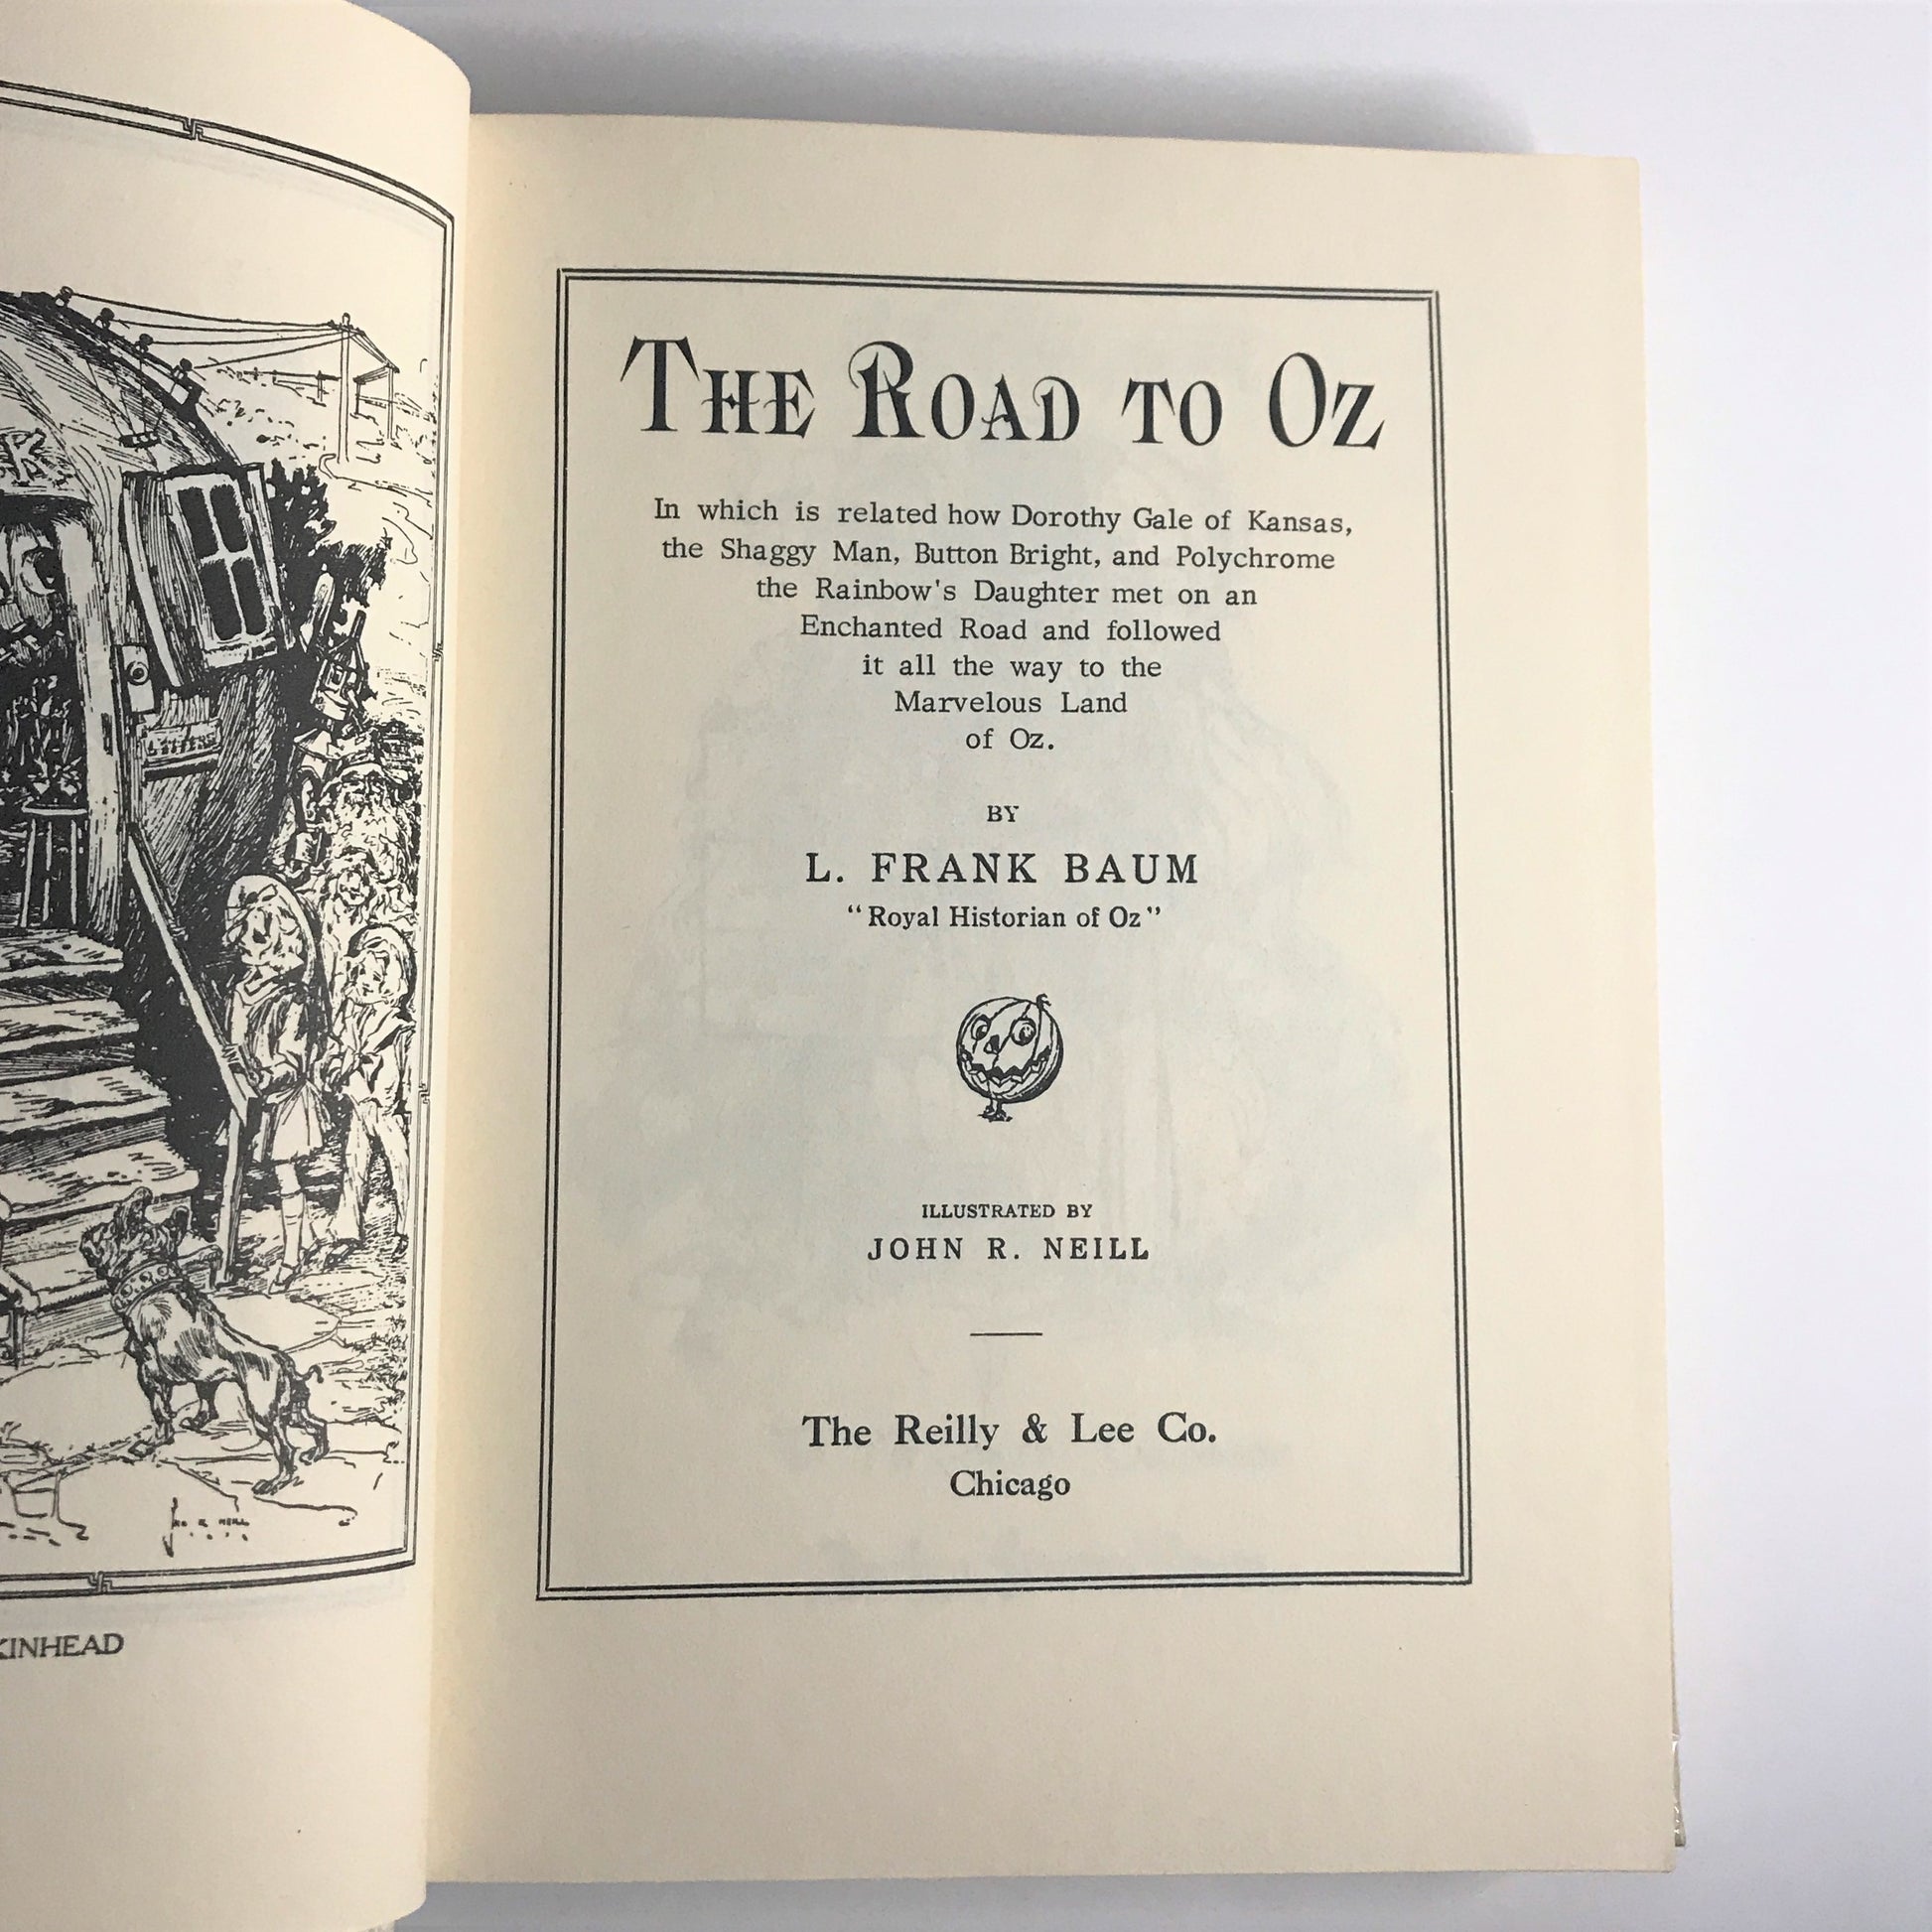 LETTERS
JNO R NEILL
KINHEAD
THE ROAD TO OZ
In which is related how Dorothy Gale of Kansas,
the Shaggy Man, Button Bright, and Polychrome
the Rainbow's Daughter met on an
Enchanted Road and followed
it all the way to the
Marvelous Land
of Oz.
BY
L. FRANK BAUM
"Royal Historian of Oz"
ILLUSTRATED BY
JOHN R. NEILL
The Reilly & Lee Co.
Chicago